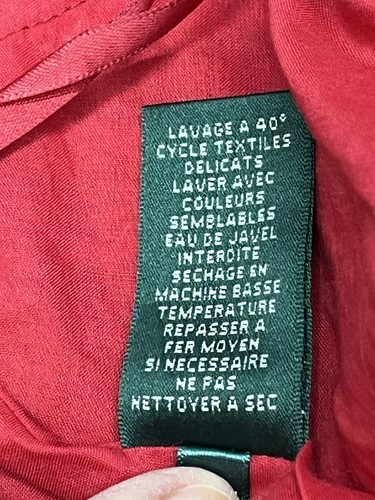 LAVAGE A 40°
CYCLE TEXTILES
DELICATS
LAVER AVEC
COULEURS
SEMBLABLES
EAU DE JAVEL
INTERDITE
SECHAGE EN
MACHINE BASSE
TEMPERATURE
REPASSER A
FER MOYEN
SI NECESSAIRE
NE PAS
NETTOYER A SEC